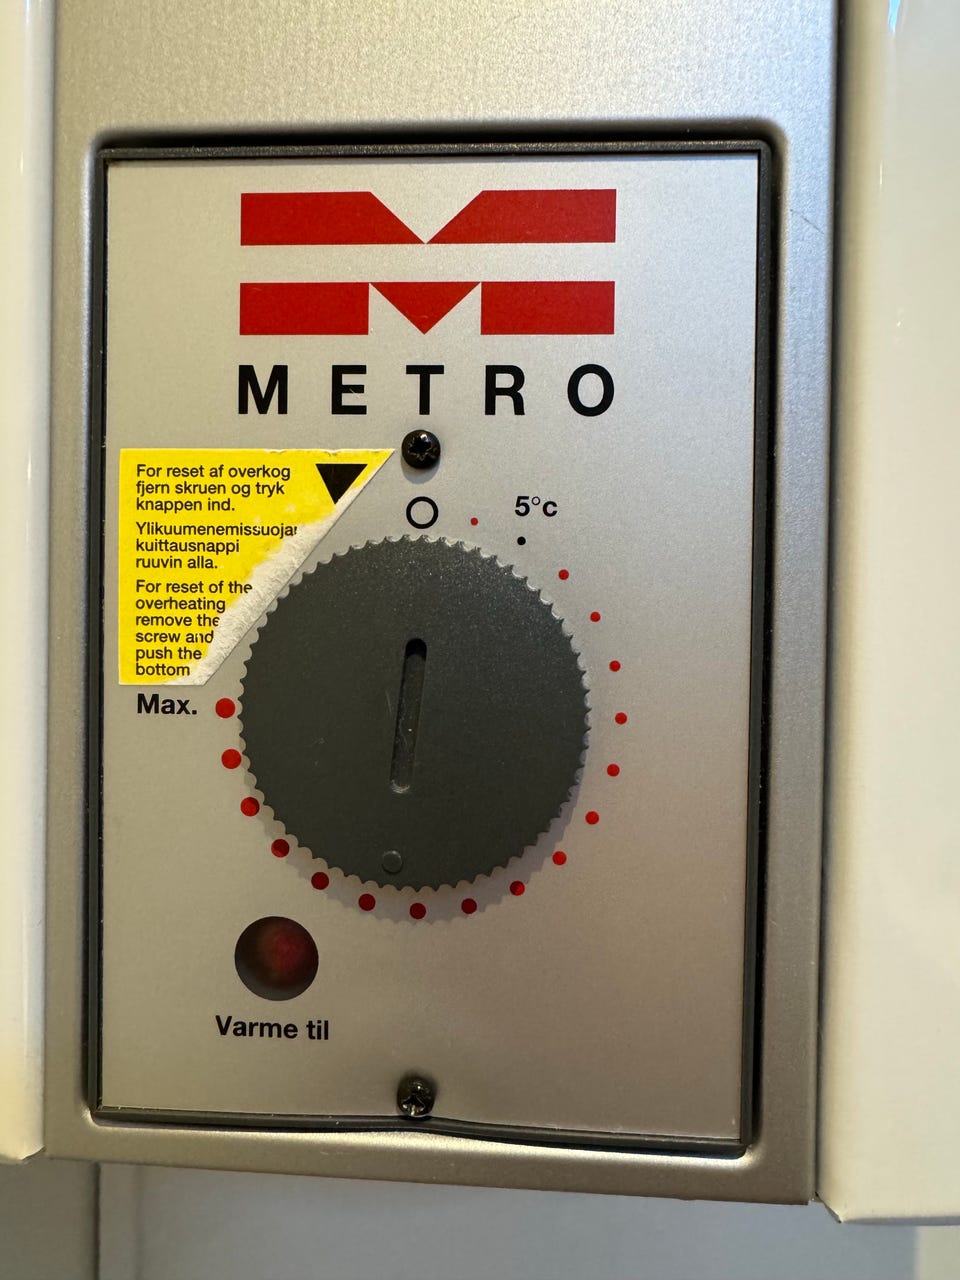 METRO
For reset af overkog
fjern skruen og tryk
knappen ind.
Ylikuumenemissuojan
kuittausnappi
ruuvin alla.
For reset of the
overheating
remove the
screw and
push the
bottom
O
5°c
Max.
Varme til